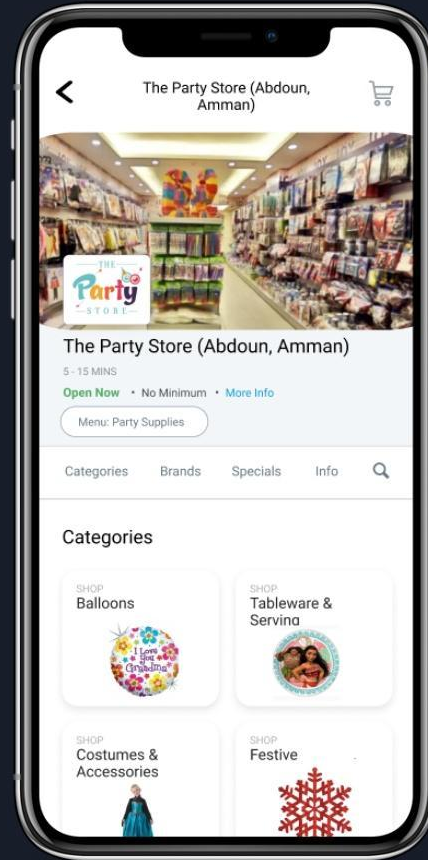 The Party Store (Abdoun,
Amman)
THE
Party
STORE
The Party Store (Abdoun, Amman)
5 - 15 MINS
Open Now • No Minimum • More Info
Menu: Party Supplies
Categories Brands Specials Info
Categories
SHOP
Balloons
I Love
You
Grandma
SHOP
Tableware &
Serving
SHOP
Costumes &
Accessories
SHOP
Festive